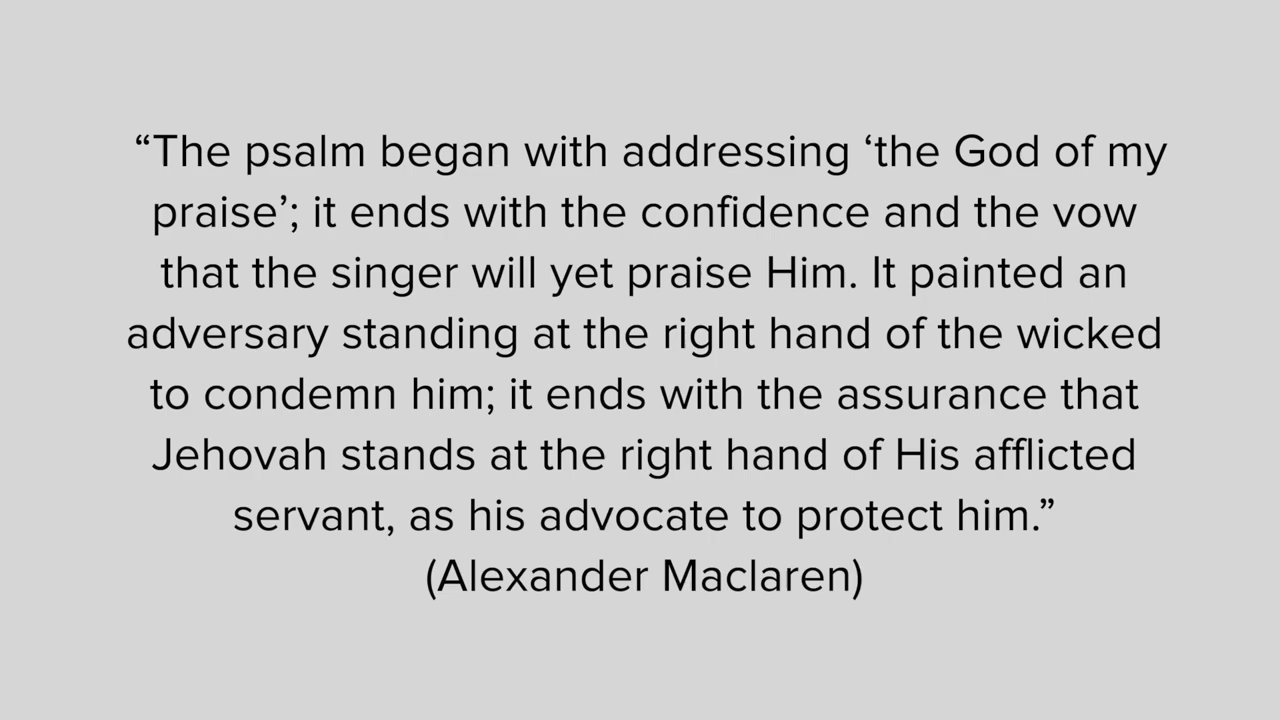 “The psalm began with addressing ‘the God of my
praise’; it ends with the confidence and the vow
that the singer will yet praise Him. It painted an
adversary standing at the right hand of the wicked
to condemn him; it ends with the assurance that
Jehovah stands at the right hand of His afflicted
servant, as his advocate to protect him.”
(Alexander Maclaren)